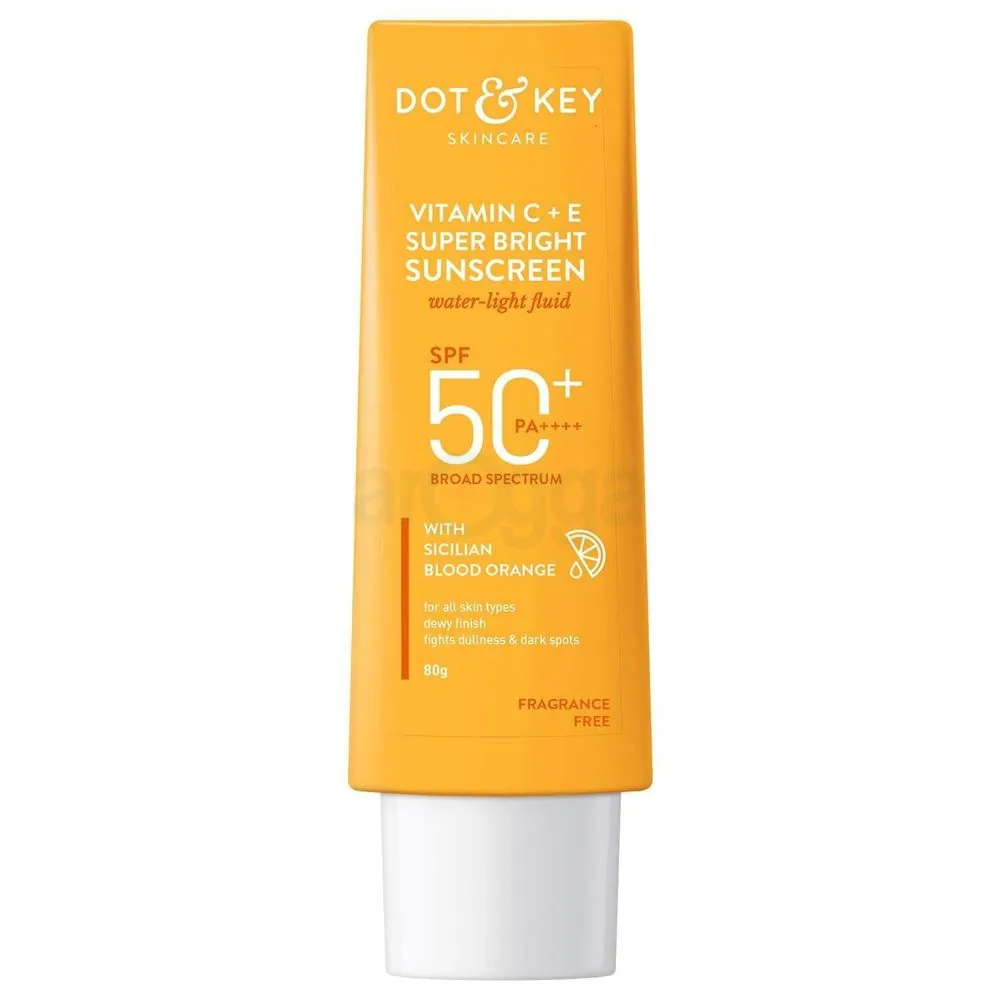 DOT & KEY
SKINCARE
VITAMIN C + E
SUPER BRIGHT
SUNSCREEN
water-light fluid
SPF
50+
PA++++
BROAD SPECTRUM
arogga
WITH
SICILIAN
BLOOD ORANGE
for all skin types
dewy finish
fights dullness & dark spots
80g
FRAGRANCE
FREE